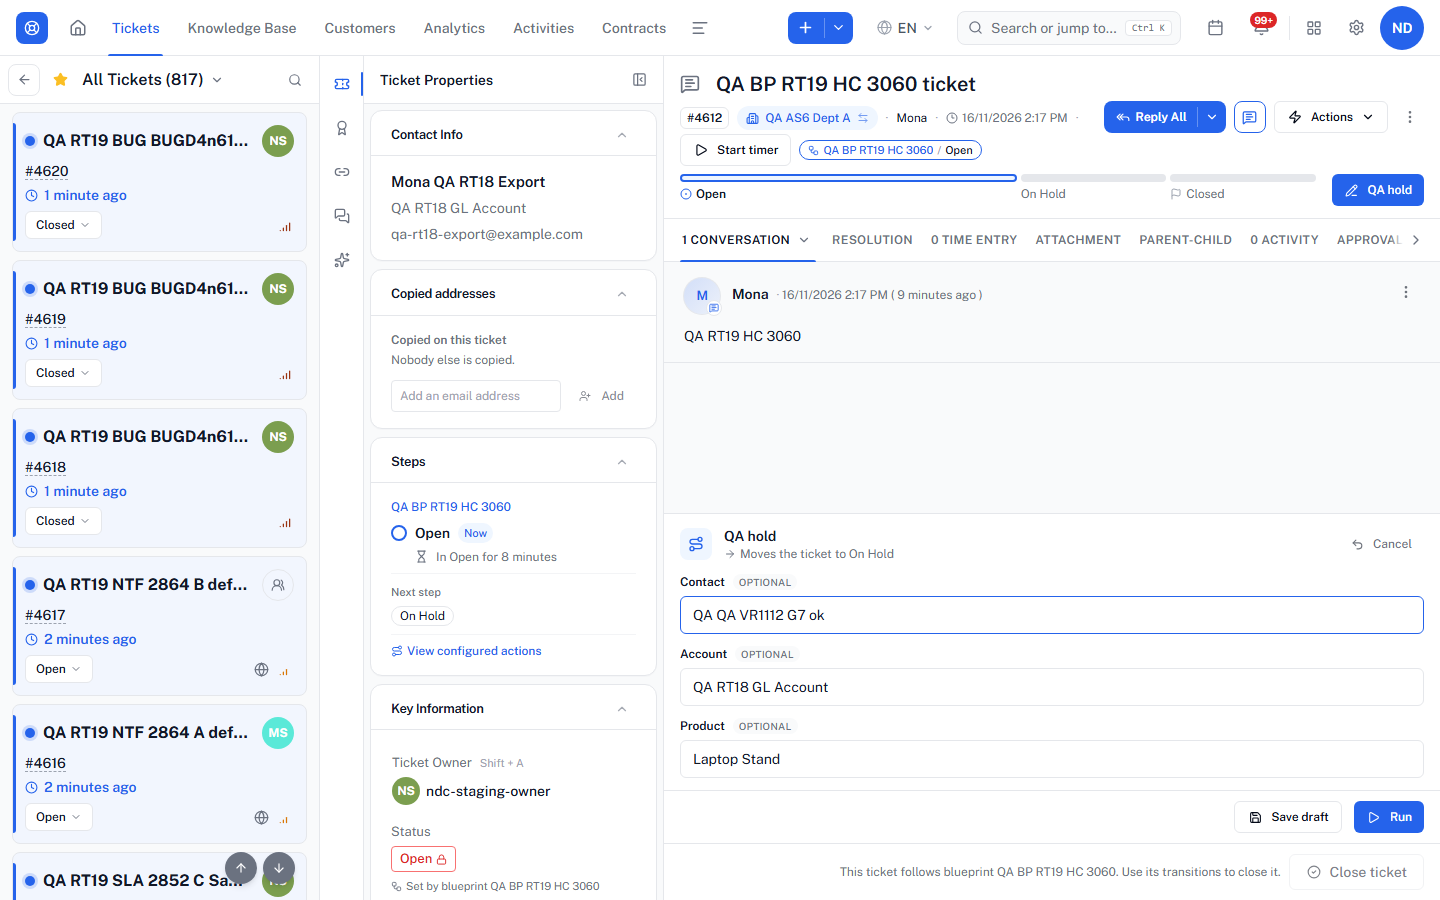 Tickets
Knowledge Base
Customers
Analytics
Activities
Contracts
EN
Search or jump to...
Ctrl K
99+
ND
All Tickets (817)
QA RT19 BUG BUGD4n61...
NS
#4620
1 minute ago
Closed
QA RT19 BUG BUGD4n61...
NS
#4619
1 minute ago
Closed
QA RT19 BUG BUGD4n61...
NS
#4618
1 minute ago
Closed
QA RT19 NTF 2864 B def...
#4617
2 minutes ago
Open
QA RT19 NTF 2864 A def...
MS
#4616
2 minutes ago
Open
QA RT19 SLA 2852 C Sa...
Ticket Properties
Contact Info
Mona QA RT18 Export
QA RT18 GL Account
qa-rt18-export@example.com
Copied addresses
Copied on this ticket
Nobody else is copied.
Add an email address
Add
Steps
QA BP RT19 HC 3060
Open
Now
In Open for 8 minutes
Next step
On Hold
View configured actions
Key Information
Ticket Owner
Shift + A
NS
ndc-staging-owner
Status
Open
Set by blueprint QA BP RT19 HC 3060
QA BP RT19 HC 3060 ticket
#4612
QA AS6 Dept A
· Mona ·
16/11/2026 2:17 PM ·
Reply All
Actions
Start timer
QA BP RT19 HC 3060 / Open
Open
On Hold
Closed
QA hold
1 CONVERSATION
RESOLUTION
0 TIME ENTRY
ATTACHMENT
PARENT-CHILD
0 ACTIVITY
APPROVAL
M
Mona
· 16/11/2026 2:17 PM ( 9 minutes ago )
QA RT19 HC 3060
QA hold
Moves the ticket to On Hold
Cancel
Contact
OPTIONAL
QA QA VR1112 G7 ok
Account
OPTIONAL
QA RT18 GL Account
Product
OPTIONAL
Laptop Stand
Save draft
Run
This ticket follows blueprint QA BP RT19 HC 3060. Use its transitions to close it.
Close ticket